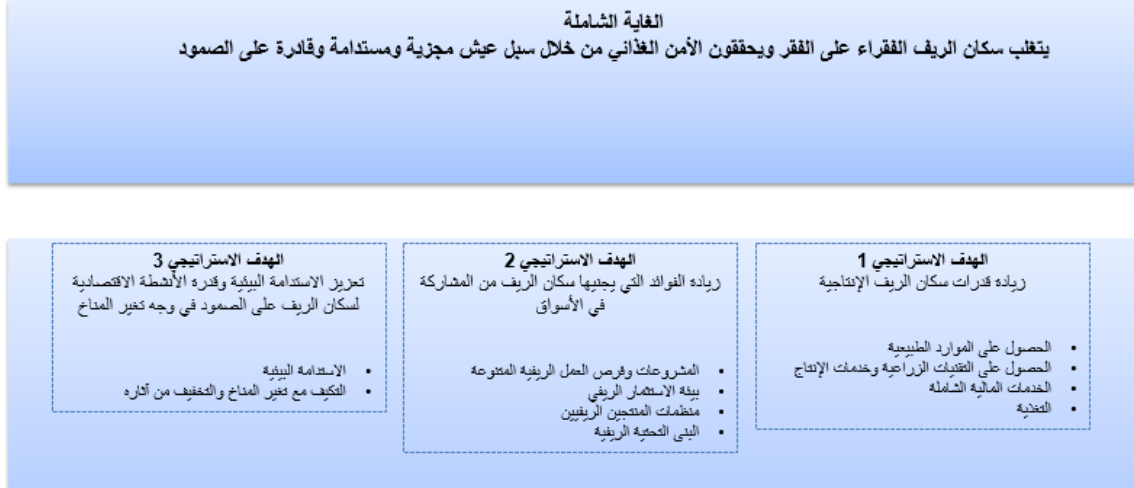 الغاية الشاملة
يتغلب سكان الريف الفقراء على الفقر ويحققون الأمن الغذائي من خلال سبل عيش مجزية ومستدامة وقادرة على الصمود
الهدف الاستراتيجي 1
زيادة قدرات سكان الريف الإنتاجية
• الحصول على الموارد الطبيعية
• الحصول على التقنيات الزراعية وخدمات الإنتاج
• الخدمات المالية الشاملة
• التغذية
الهدف الاستراتيجي 2
زيادة الفوائد التي يجنيها سكان الريف من المشاركة
في الأسواق
• المشروعات وفرص العمل الريفية المتنوعة
• بيئة الاستثمار الريفي
• منظمات المنتجين الريفيين
• البنى التحتية الريفية
الهدف الاستراتيجي 3
تعزيز الاستدامة البيئية وقدرة الأنشطة الاقتصادية
لسكان الريف على الصمود في وجه تغير المناخ
• الاستدامة البيئية
• التكيف مع تغير المناخ والتخفيف من آثاره